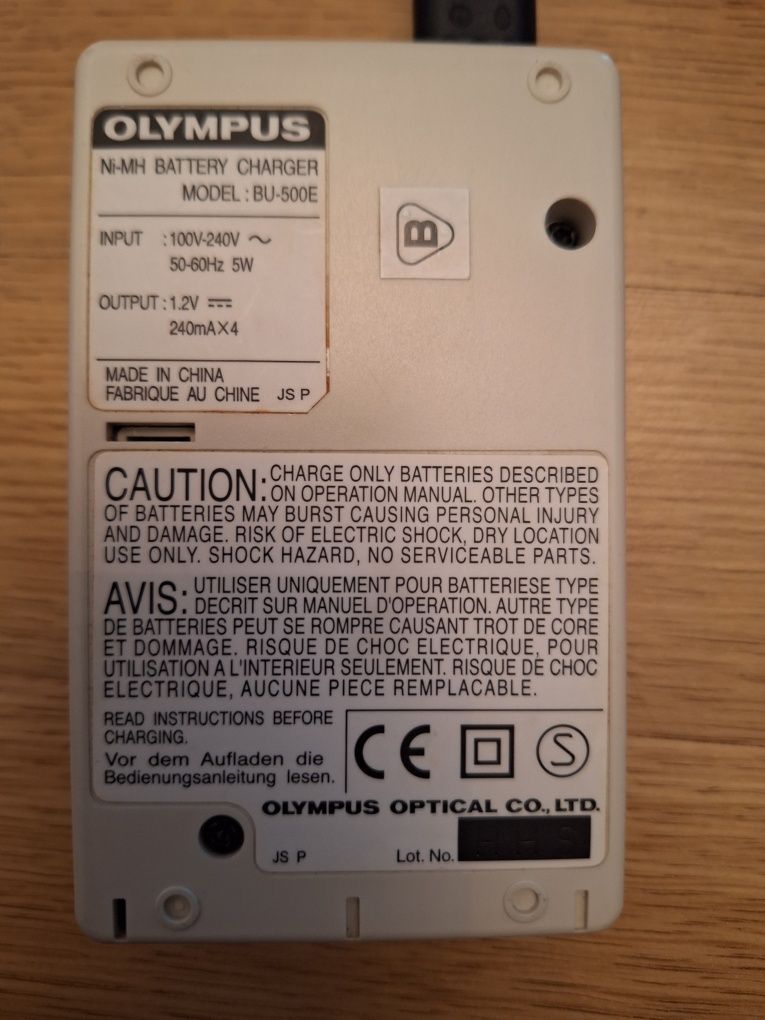 OLYMPUS
Ni-MH BATTERY CHARGER
MODEL : BU-500E
INPUT : 100V-240V ～
50-60Hz 5W
OUTPUT : 1.2V ⎓
240mA×4
MADE IN CHINA
FABRIQUE AU CHINE JS P
B
CAUTION: CHARGE ONLY BATTERIES DESCRIBED
ON OPERATION MANUAL. OTHER TYPES
OF BATTERIES MAY BURST CAUSING PERSONAL INJURY
AND DAMAGE. RISK OF ELECTRIC SHOCK, DRY LOCATION
USE ONLY. SHOCK HAZARD, NO SERVICEABLE PARTS.
AVIS: UTILISER UNIQUEMENT POUR BATTERIESE TYPE
DECRIT SUR MANUEL D'OPERATION. AUTRE TYPE
DE BATTERIES PEUT SE ROMPRE CAUSANT TROT DE CORE
ET DOMMAGE. RISQUE DE CHOC ELECTRIQUE, POUR
UTILISATION A L'INTERIEUR SEULEMENT. RISQUE DE CHOC
ELECTRIQUE, AUCUNE PIECE REMPLACABLE.
READ INSTRUCTIONS BEFORE
CHARGING.
Vor dem Aufladen die
Bedienungsanleitung lesen.
CE S
OLYMPUS OPTICAL CO., LTD.
JS P Lot. No.